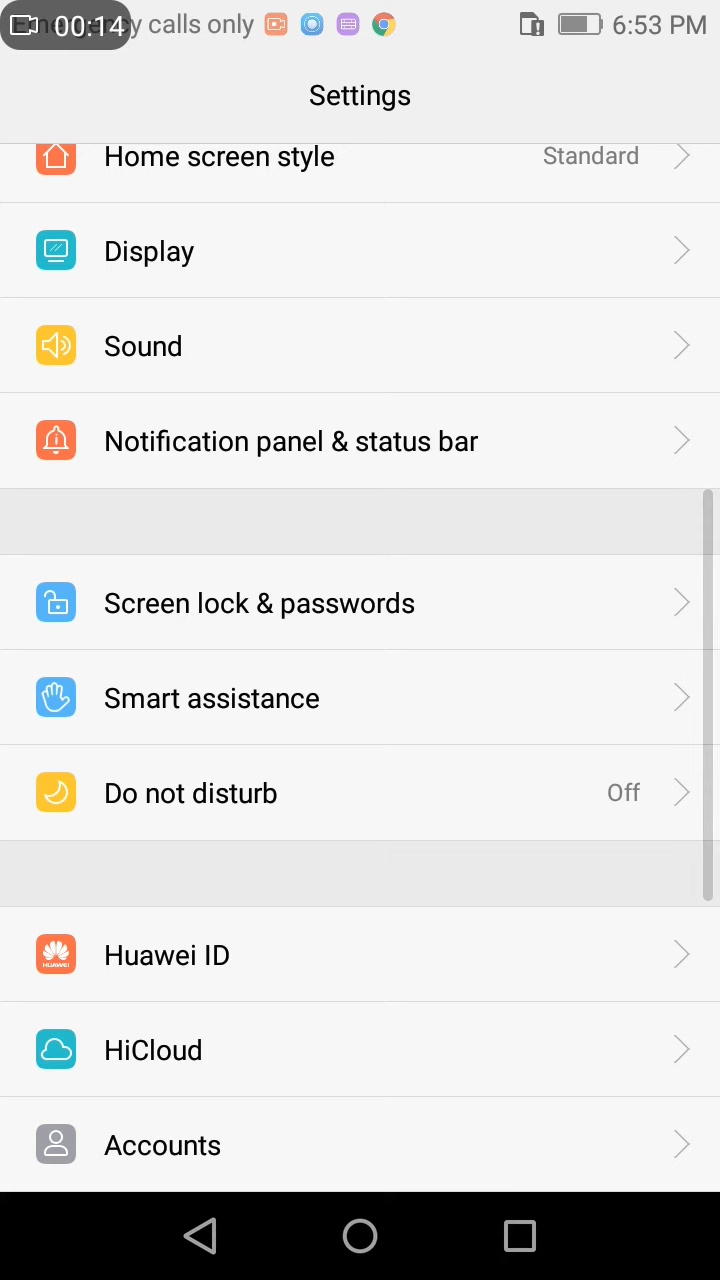 Emergency calls only 6:53 PM
00:14
Settings
Home screen style Standard
Display
Sound
Notification panel & status bar
Screen lock & passwords
Smart assistance
Do not disturb Off
HUAWEI
Huawei ID
HiCloud
Accounts